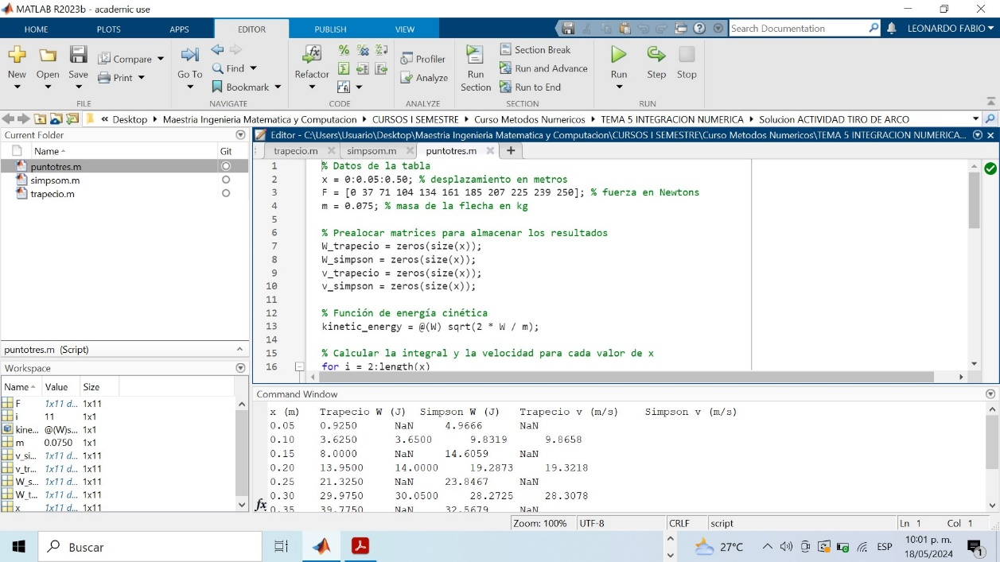 MATLAB R2023b - academic use
HOME PLOTS APPS EDITOR PUBLISH VIEW
Search Documentation
LEONARDO FABIO
New Open Save Compare Print
Go To Find Bookmark
Refactor
Profiler Analyze
Run Section
Section Break
Run and Advance
Run to End
Run Step Stop
FILE NAVIGATE CODE ANALYZE SECTION RUN
« Desktop Maestria Ingenieria Matematica y Computacion CURSOS I SEMESTRE Curso Metodos Numericos TEMA 5 INTEGRACION NUMERICA Solucion ACTIVIDAD TIRO DE ARCO
Current Folder
Name Git
puntotres.m
simpsom.m
trapecio.m
puntotres.m (Script)
Workspace
Name Value Size
F 1x11 d... 1x11
i 11 1x1
kine... @(W)s... 1x1
m 0.0750 1x1
v_si... 1x11 d... 1x11
v_tr... 1x11 d... 1x11
W_s... 1x11 d... 1x11
W_t... 1x11 d... 1x11
x 1x11 d... 1x11
Editor - C:\Users\Usuario\Desktop\Maestria Ingenieria Matematica y Computacion\CURSOS I SEMESTRE\Curso Metodos Numericos\TEMA 5 INTEGRACION NUMERICA...
trapecio.m simpsom.m puntotres.m
1 % Datos de la tabla
2 x = 0:0.05:0.50; % desplazamiento en metros
3 F = [0 37 71 104 134 161 185 207 225 239 250]; % fuerza en Newtons
4 m = 0.075; % masa de la flecha en kg
5
6 % Prealocar matrices para almacenar los resultados
7 W_trapecio = zeros(size(x));
8 W_simpson = zeros(size(x));
9 v_trapecio = zeros(size(x));
10 v_simpson = zeros(size(x));
11
12 % Función de energía cinética
13 kinetic_energy = @(W) sqrt(2 * W / m);
14
15 % Calcular la integral y la velocidad para cada valor de x
16 for i = 2:length(x)
Command Window
x (m) Trapecio W (J) Simpson W (J) Trapecio v (m/s) Simpson v (m/s)
0.05 0.9250 NaN 4.9666 NaN
0.10 3.6250 3.6500 9.8319 9.8658
0.15 8.0000 NaN 14.6059 NaN
0.20 13.9500 14.0000 19.2873 19.3218
0.25 21.3250 NaN 23.8467 NaN
0.30 29.9750 30.0500 28.2725 28.3078
0.35 39.7750 NaN 32.5679 NaN
fx
Zoom: 100% UTF-8 CRLF script Ln 1 Col 1
Buscar
27°C
ESP
10:01 p. m.
18/05/2024
1